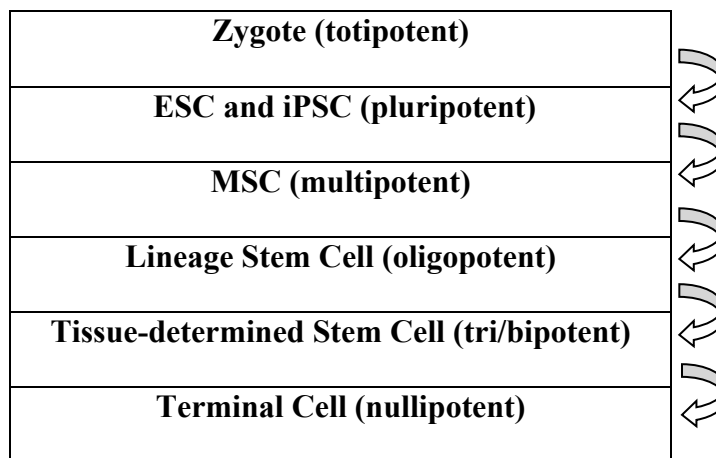 Zygote (totipotent)
ESC and iPSC (pluripotent)
MSC (multipotent)
Lineage Stem Cell (oligopotent)
Tissue-determined Stem Cell (tri/bipotent)
Terminal Cell (nullipotent)